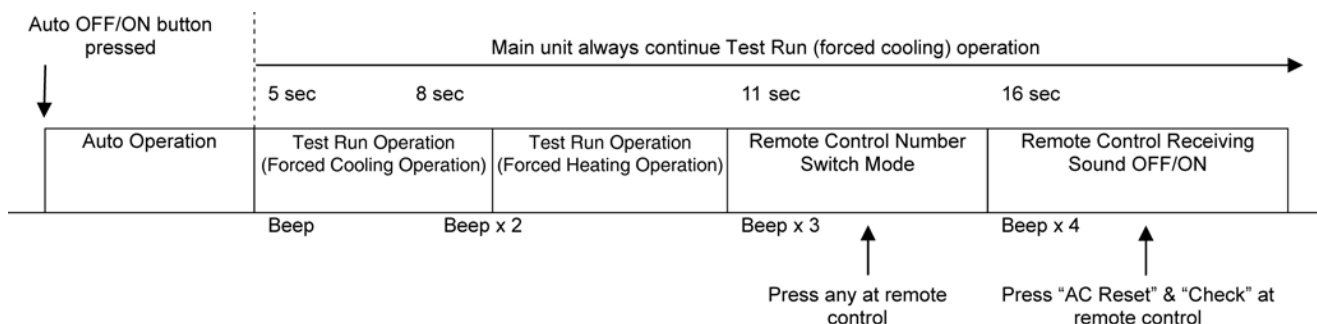 Auto OFF/ON button
pressed
Main unit always continue Test Run (forced cooling) operation
5 sec
8 sec
11 sec
16 sec
Auto Operation
Test Run Operation
(Forced Cooling Operation)
Test Run Operation
(Forced Heating Operation)
Remote Control Number
Switch Mode
Remote Control Receiving
Sound OFF/ON
Beep
Beep x 2
Beep x 3
Beep x 4
Press any at remote
control
Press “AC Reset” & “Check” at
remote control